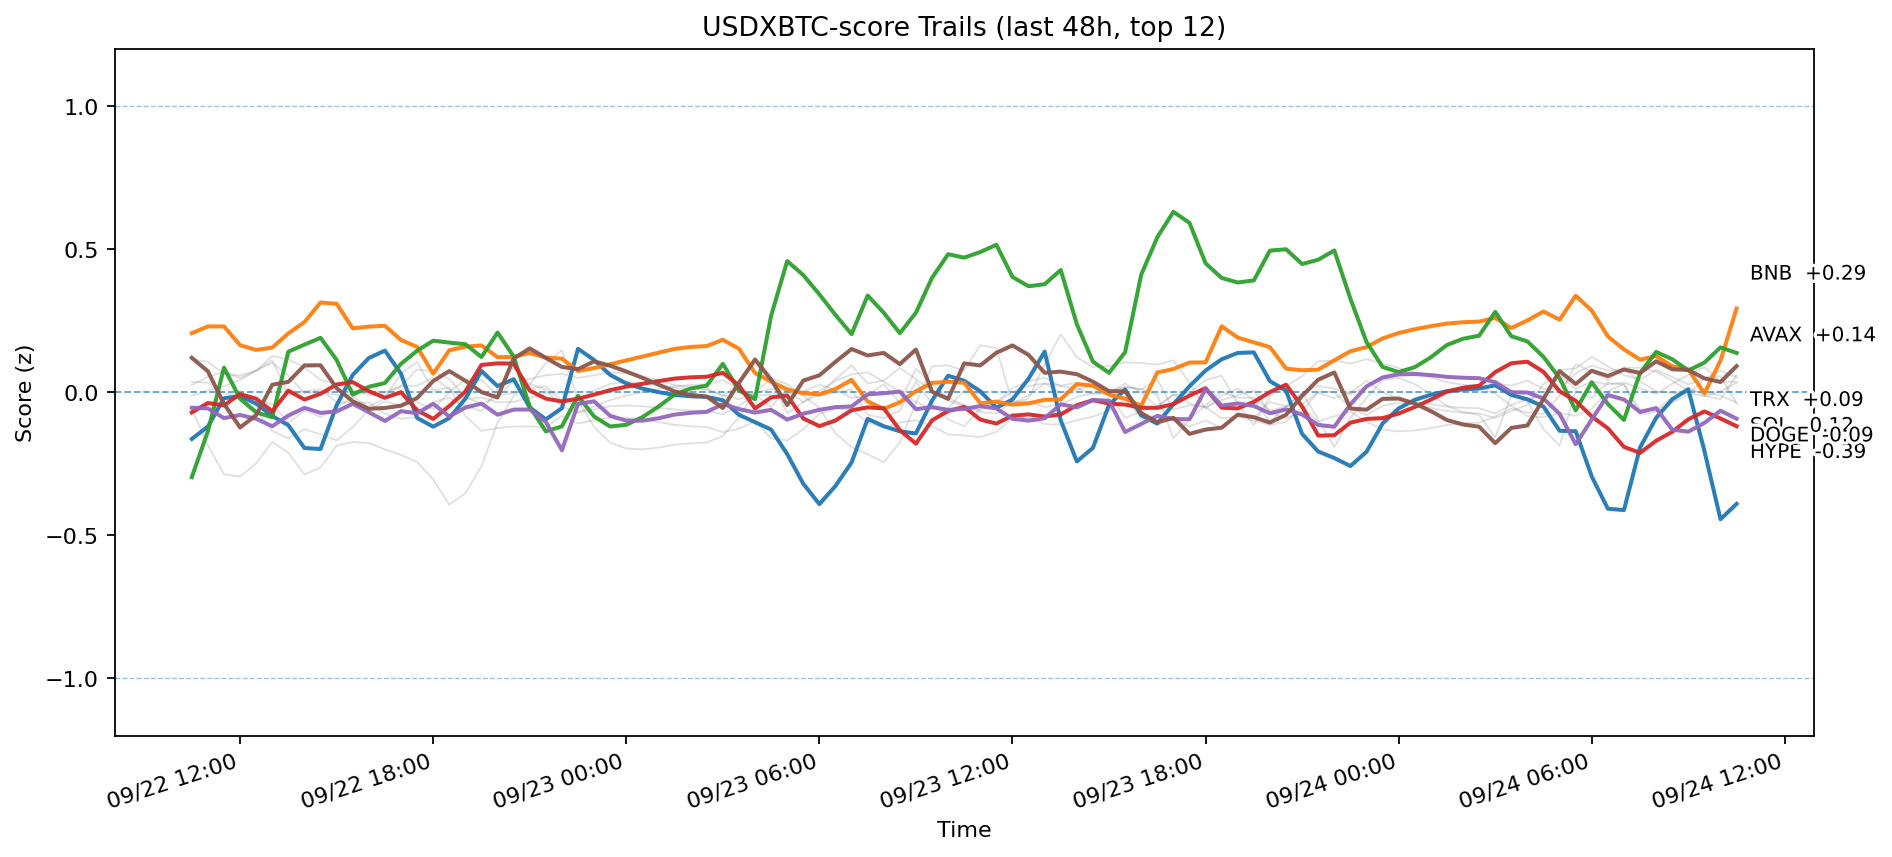 USDXBTC-score Trails (last 48h, top 12)
Score (z)
1.0
0.5
0.0
−0.5
−1.0
BNB +0.29
AVAX +0.14
TRX +0.09
DOGE -0.09
HYPE -0.39
09/22 12:00
09/22 18:00
09/23 00:00
09/23 06:00
09/23 12:00
09/23 18:00
09/24 00:00
09/24 06:00
09/24 12:00
Time